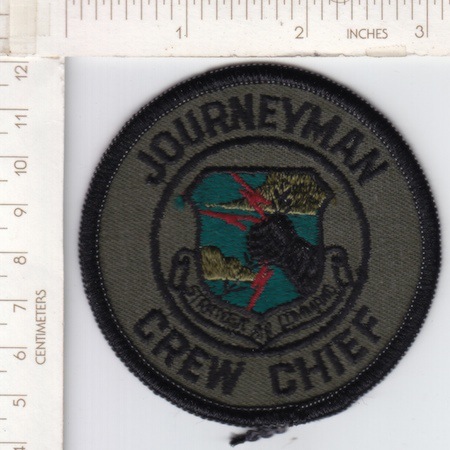 1 2 INCHES 3
12
11
10
9
8
7
6
5
4
CENTIMETERS
JOURNEYMAN
STRATEGIC AIR COMMAND
CREW CHIEF